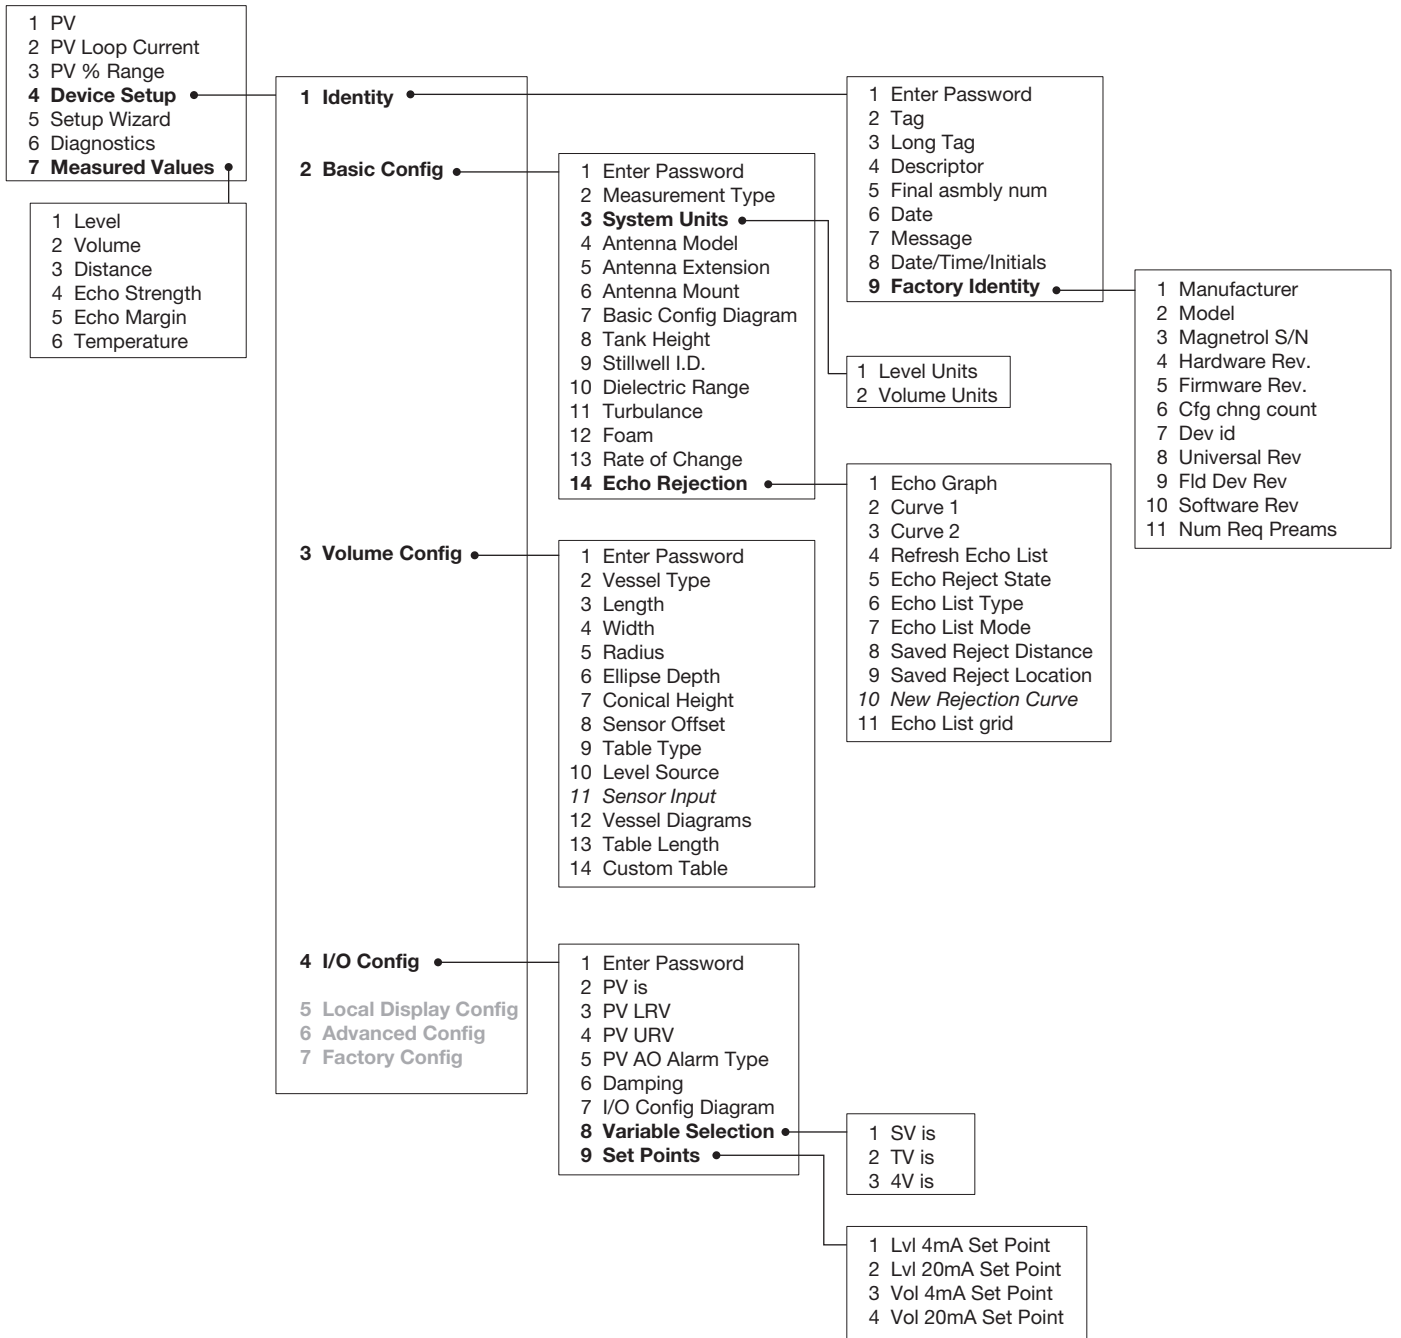 1 PV
2 PV Loop Current
3 PV % Range
4 Device Setup
5 Setup Wizard
6 Diagnostics
7 Measured Values
1 Level
2 Volume
3 Distance
4 Echo Strength
5 Echo Margin
6 Temperature
1 Identity
2 Basic Config
3 Volume Config
4 I/O Config
5 Local Display Config
6 Advanced Config
7 Factory Config
1 Enter Password
2 Tag
3 Long Tag
4 Descriptor
5 Final asmbly num
6 Date
7 Message
8 Date/Time/Initials
9 Factory Identity
1 Manufacturer
2 Model
3 Magnetrol S/N
4 Hardware Rev.
5 Firmware Rev.
6 Cfg chng count
7 Dev id
8 Universal Rev
9 Fld Dev Rev
10 Software Rev
11 Num Req Preams
1 Enter Password
2 Measurement Type
3 System Units
4 Antenna Model
5 Antenna Extension
6 Antenna Mount
7 Basic Config Diagram
8 Tank Height
9 Stillwell I.D.
10 Dielectric Range
11 Turbulance
12 Foam
13 Rate of Change
14 Echo Rejection
1 Level Units
2 Volume Units
1 Echo Graph
2 Curve 1
3 Curve 2
4 Refresh Echo List
5 Echo Reject State
6 Echo List Type
7 Echo List Mode
8 Saved Reject Distance
9 Saved Reject Location
10 New Rejection Curve
11 Echo List grid
1 Enter Password
2 Vessel Type
3 Length
4 Width
5 Radius
6 Ellipse Depth
7 Conical Height
8 Sensor Offset
9 Table Type
10 Level Source
11 Sensor Input
12 Vessel Diagrams
13 Table Length
14 Custom Table
1 Enter Password
2 PV is
3 PV LRV
4 PV URV
5 PV AO Alarm Type
6 Damping
7 I/O Config Diagram
8 Variable Selection
9 Set Points
1 SV is
2 TV is
3 4V is
1 Lvl 4mA Set Point
2 Lvl 20mA Set Point
3 Vol 4mA Set Point
4 Vol 20mA Set Point